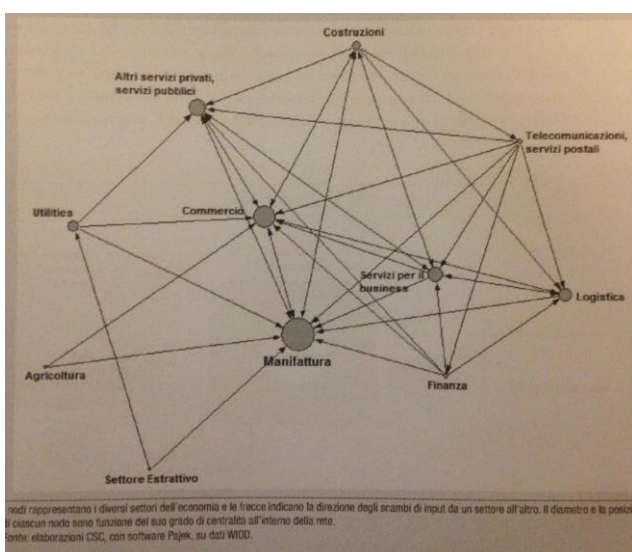 Costruzioni
Altri servizi privati,
servizi pubblici
Telecomunicazioni,
servizi postali
Utilities
Commercio
Servizi per il
business
Logistica
Manifattura
Agricoltura
Finanza
Settore Estrattivo
nodi rappresentano i diversi settori dell'economia e le frecce indicano la direzione degli scambi di input da un settore all'altro. Il diametro e la posizi
di ciascun nodo sono funzione del suo grado di centralità all'interno della rete.
Fonte: elaborazioni CSC, con software Pajek, su dati WIOD.